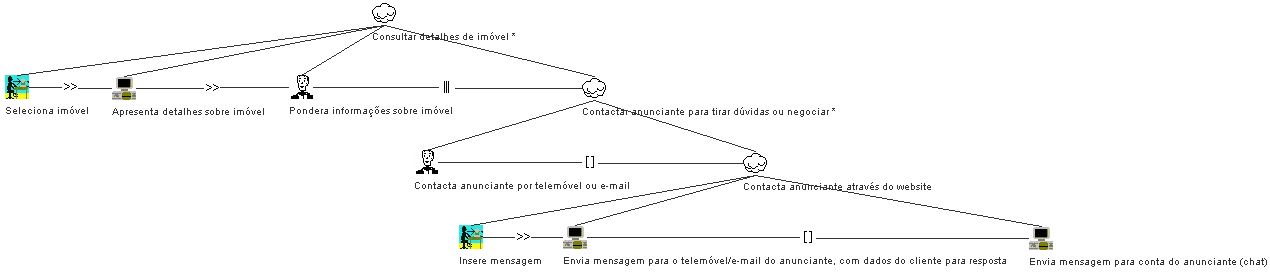 Consultar detalhes de imóvel *
>>
>>
|||
Seleciona imóvel
Apresenta detalhes sobre imóvel
Pondera informações sobre imóvel
Contactar anunciante para tirar dúvidas ou negociar *
[]
Contacta anunciante por telemóvel ou e-mail
Contacta anunciante através do website
>>
[]
Insere mensagem
Envia mensagem para o telemóvel/e-mail do anunciante, com dados do cliente para resposta
Envia mensagem para conta do anunciante (chat)